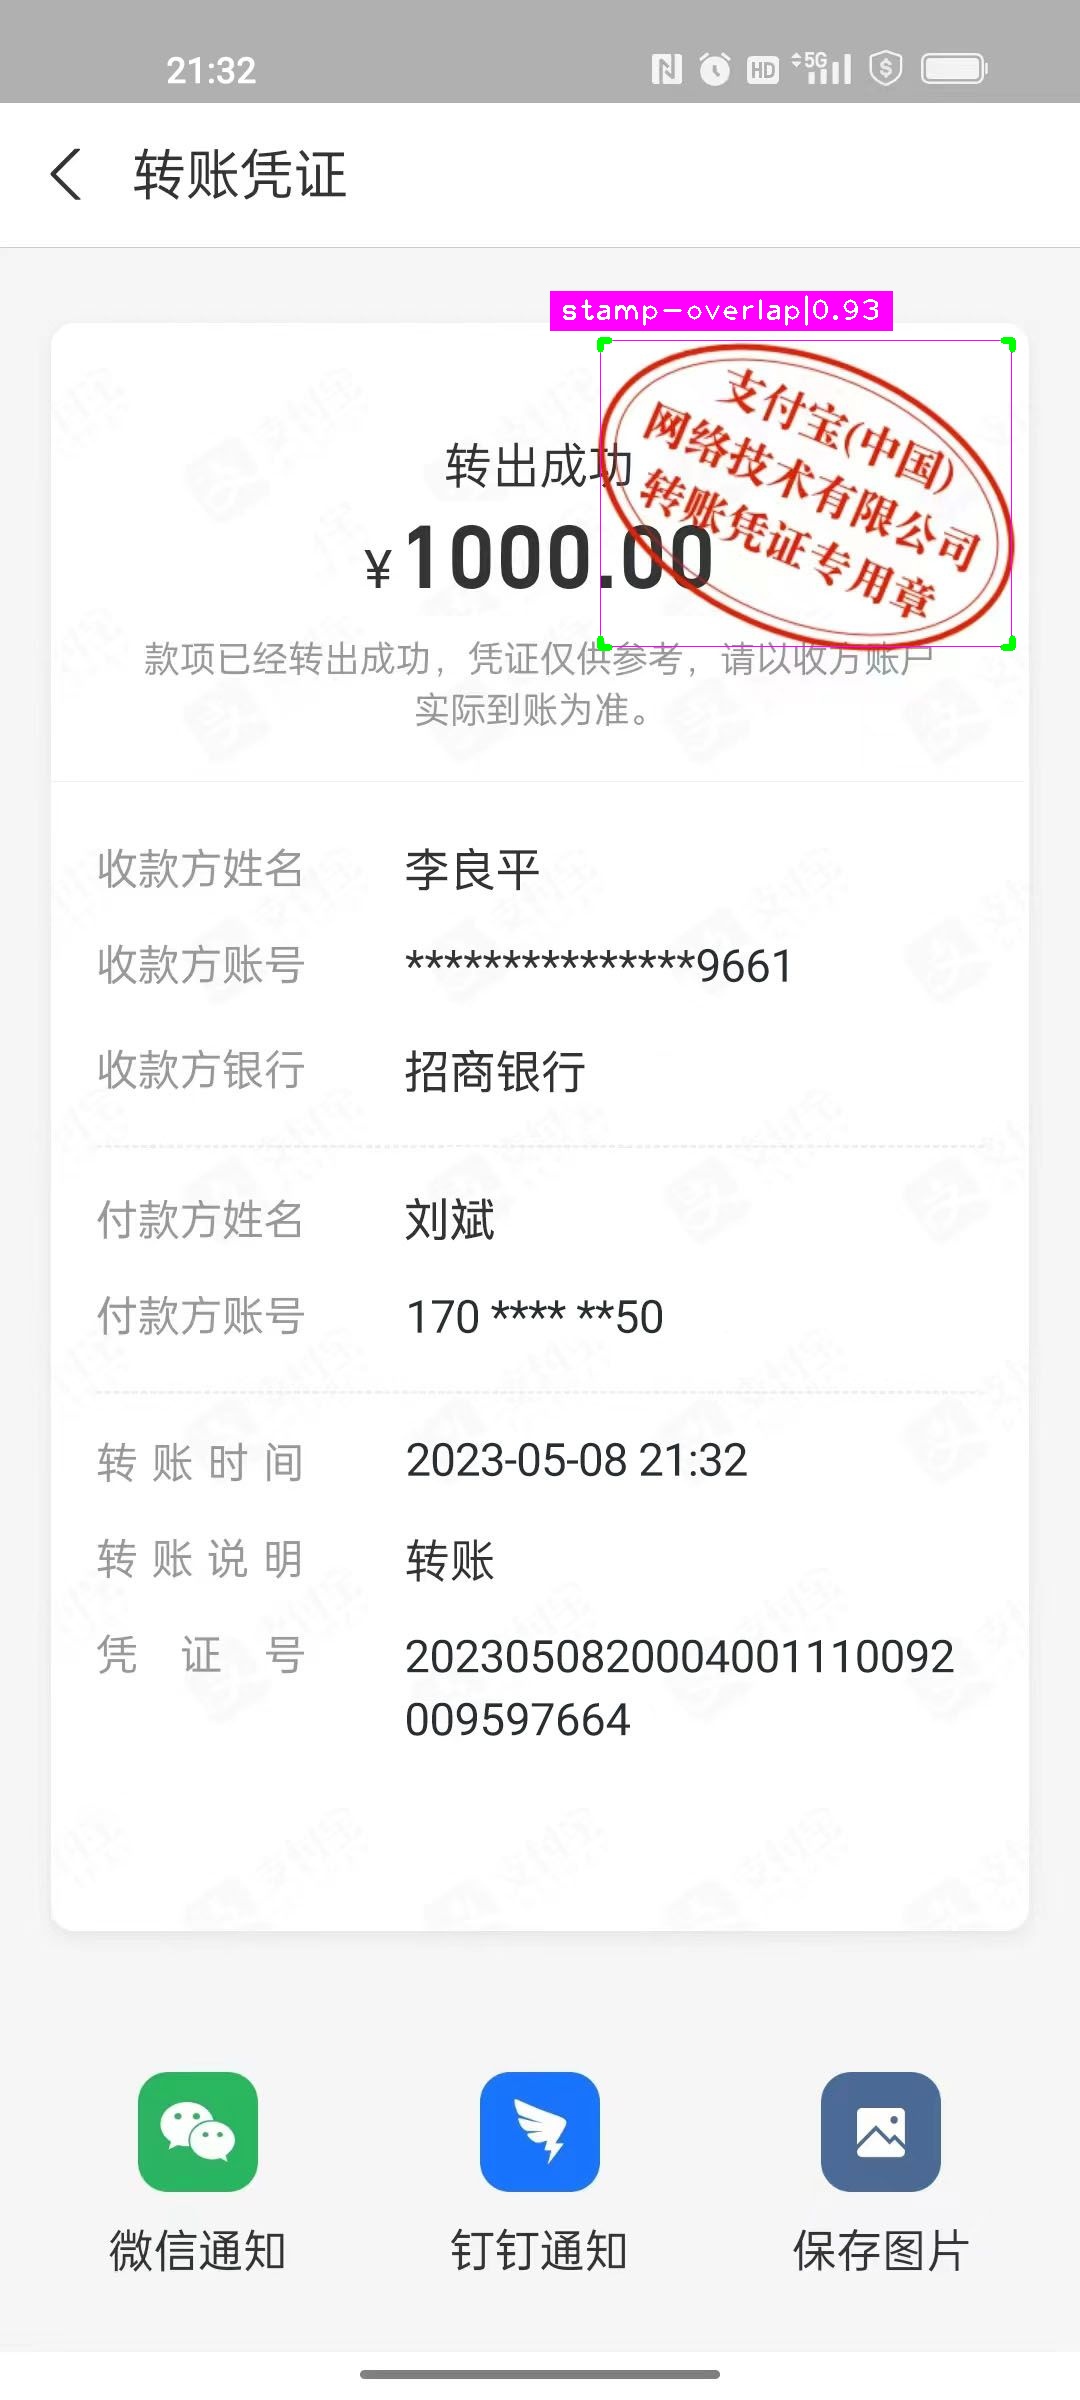 21:32
HD 5G
转账凭证
stamp-overlap|0.93
支付宝(中国)
网络技术有限公司
转账凭证专用章
转出成功
¥1000.00
款项已经转出成功，凭证仅供参考，请以收方账户
实际到账为准。
收款方姓名 李良平
收款方账号 ***************9661
收款方银行 招商银行
付款方姓名 刘斌
付款方账号 170 **** **50
转账时间 2023-05-08 21:32
转账说明 转账
凭证号 2023050820004001110092
009597664
微信通知 钉钉通知 保存图片